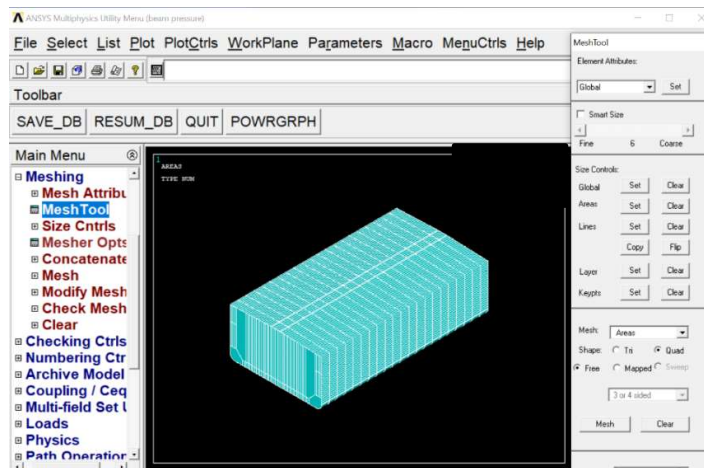 ANSYS Multiphysics Utility Menu (beam pressure)
File Select List Plot PlotCtrls WorkPlane Parameters Macro MenuCtrls Help
Toolbar
SAVE_DB RESUM_DB QUIT POWRGRPH
Main Menu
Meshing
Mesh Attribu
MeshTool
Size Cntrls
Mesher Opts
Concatenate
Mesh
Modify Mesh
Check Mesh
Clear
Checking Ctrls
Numbering Ctr
Archive Model
Coupling / Ceq
Multi-field Set U
Loads
Physics
Path Operation
1
AREAS
TYPE NUM
MeshTool
Element Attributes:
Global Set
Smart Size
Fine 6 Coarse
Size Controls:
Global Set Clear
Areas Set Clear
Lines Set Clear
Copy Flip
Layer Set Clear
Keypts Set Clear
Mesh: Areas
Shape: Tri Quad
Free Mapped Sweep
3 or 4 sided
Mesh Clear